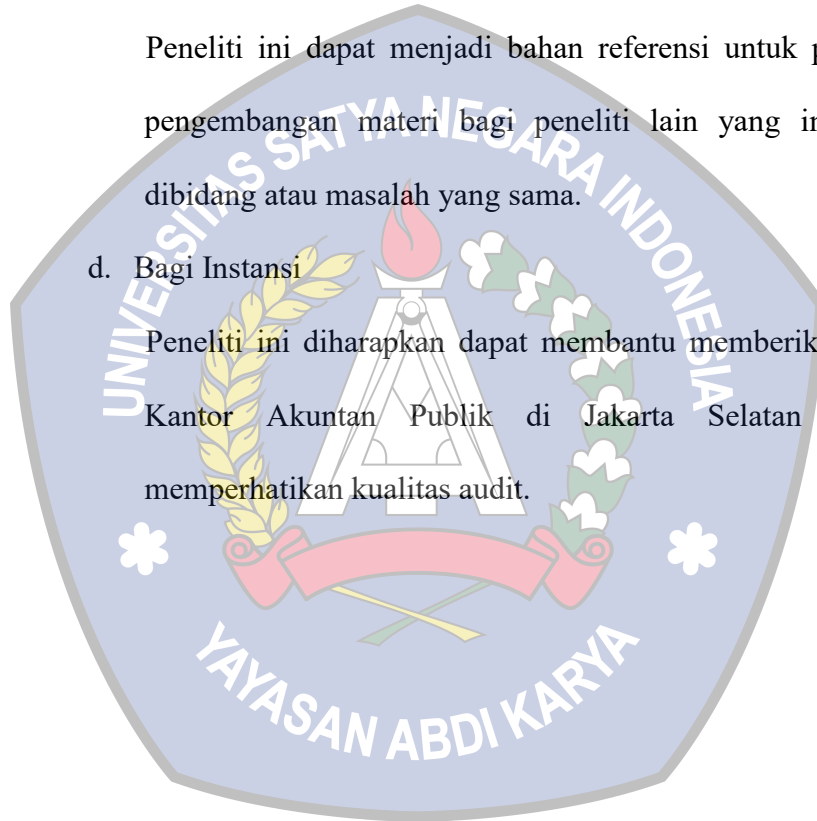 Peneliti ini dapat menjadi bahan referensi untuk
pengembangan materi bagi peneliti lain yang
dibidang atau masalah yang sama.
d. Bagi Instansi
Peneliti ini diharapkan dapat membantu
Kantor Akuntan Publik di Jakarta Selatan
memperhatikan kualitas audit.
UNIVERSITAS SATYA NEGARA INDONESIA
YAYASAN ABDI KARYA